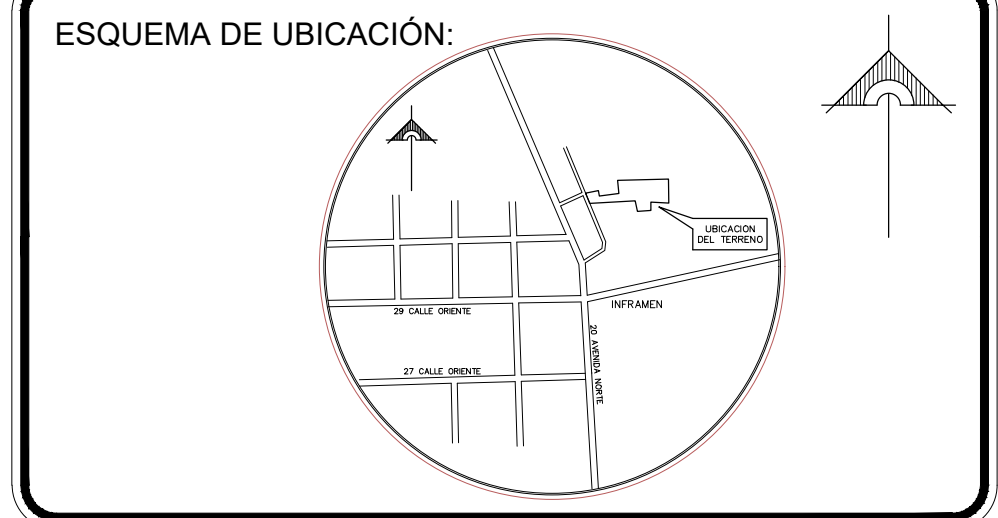 ESQUEMA DE UBICACIÓN:
UBICACION
DEL TERRENO
INFRAMEN
29 CALLE ORIENTE
20 AVENIDA NORTE
27 CALLE ORIENTE